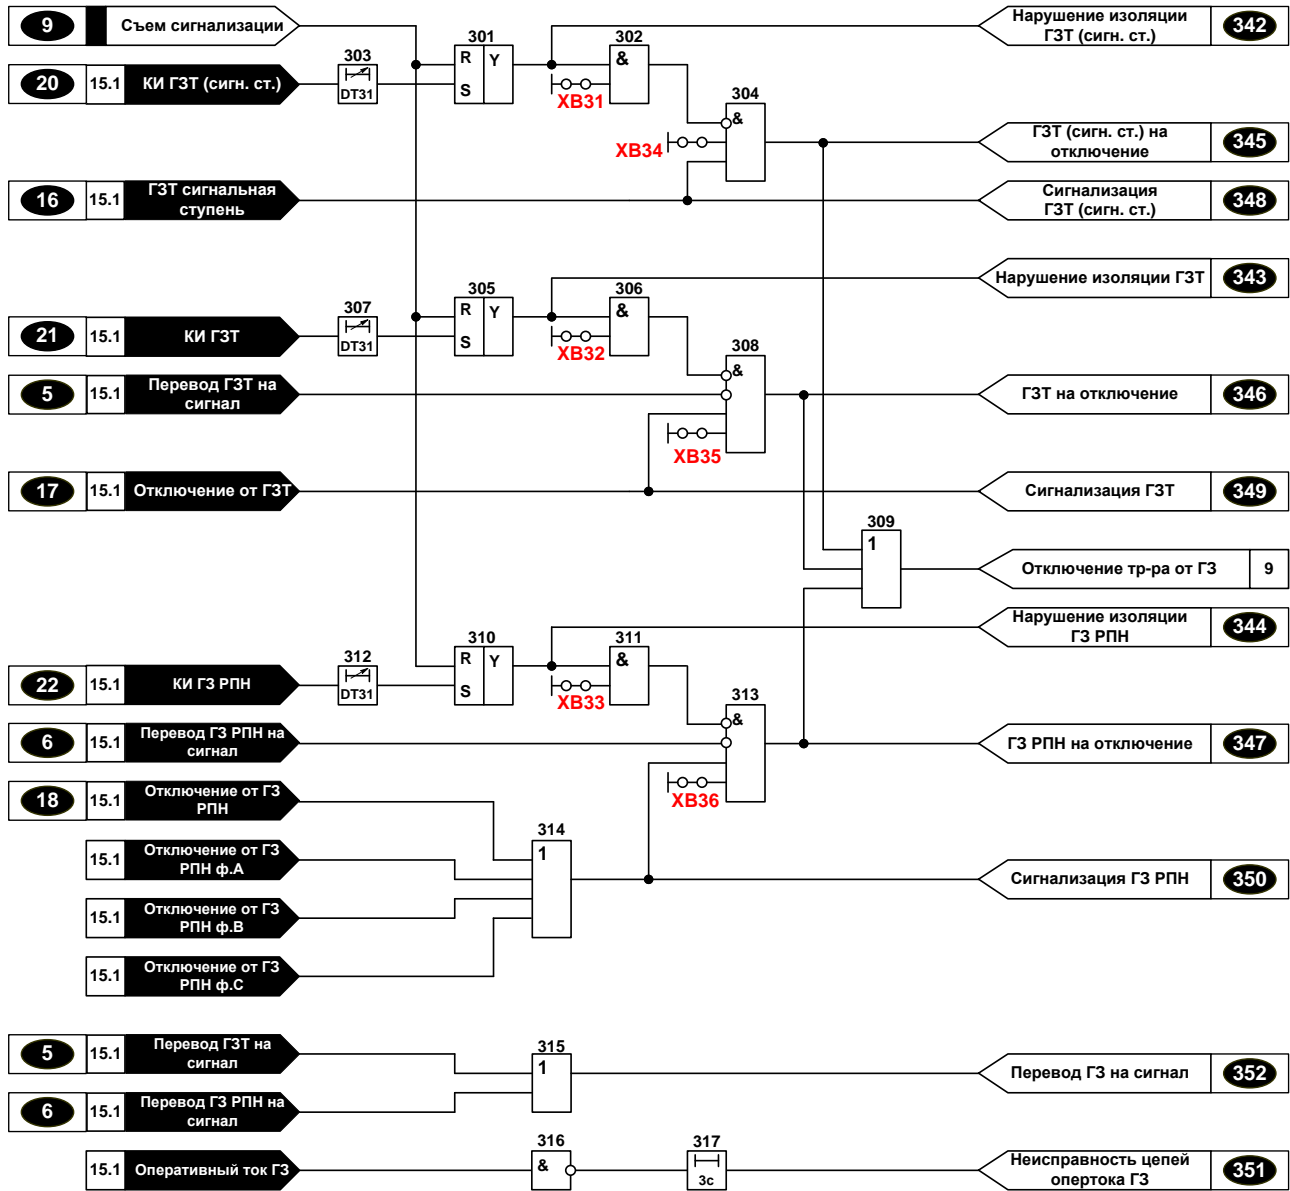 9 Съем сигнализации
301
302
Нарушение изоляции
ГЗТ (сигн. ст.)
342
303
R Y
&
20 15.1 КИ ГЗТ (сигн. ст.)
DT31
S
XB31
304
&
XB34
ГЗТ (сигн. ст.) на
отключение
345
16 15.1 ГЗТ сигнальная
ступень
Сигнализация
ГЗТ (сигн. ст.)
348
Нарушение изоляции ГЗТ 343
305
306
307
R Y
&
21 15.1 КИ ГЗТ
DT31
S
XB32
308
&
5 15.1 Перевод ГЗТ на
сигнал
ГЗТ на отключение 346
XB35
17 15.1 Отключение от ГЗТ
Сигнализация ГЗТ 349
309
1
Отключение тр-ра от ГЗ 9
Нарушение изоляции
ГЗ РПН
344
310
311
312
R Y
&
22 15.1 КИ ГЗ РПН
DT31
S
XB33
313
&
6 15.1 Перевод ГЗ РПН на
сигнал
ГЗ РПН на отключение 347
XB36
18 15.1 Отключение от ГЗ
РПН
314
1
15.1 Отключение от ГЗ
РПН ф.А
Сигнализация ГЗ РПН 350
15.1 Отключение от ГЗ
РПН ф.В
15.1 Отключение от ГЗ
РПН ф.С
5 15.1 Перевод ГЗТ на
сигнал
315
1
Перевод ГЗ на сигнал 352
6 15.1 Перевод ГЗ РПН на
сигнал
316
317
15.1 Оперативный ток ГЗ
&
3с
Неисправность цепей
опертока ГЗ
351